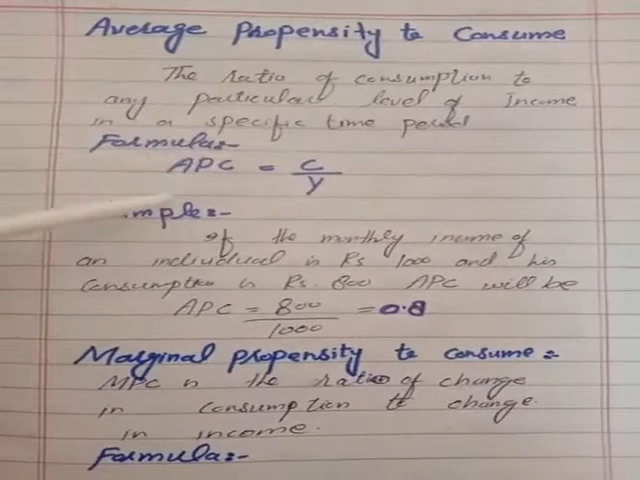 Average Propensity to Consume
The ratio of consumption to
any particular level of Income
in a specific time period
Formula:-
APC = C/Y
mple:-
If the monthly income of
an individual is Rs 1000 and his
Consumption is Rs. 800 APC will be
APC = 800/1000 = 0.8
Marginal Propensity to Consume:-
MPC is the ratio of change
in consumption to change.
in income.
Formula:-